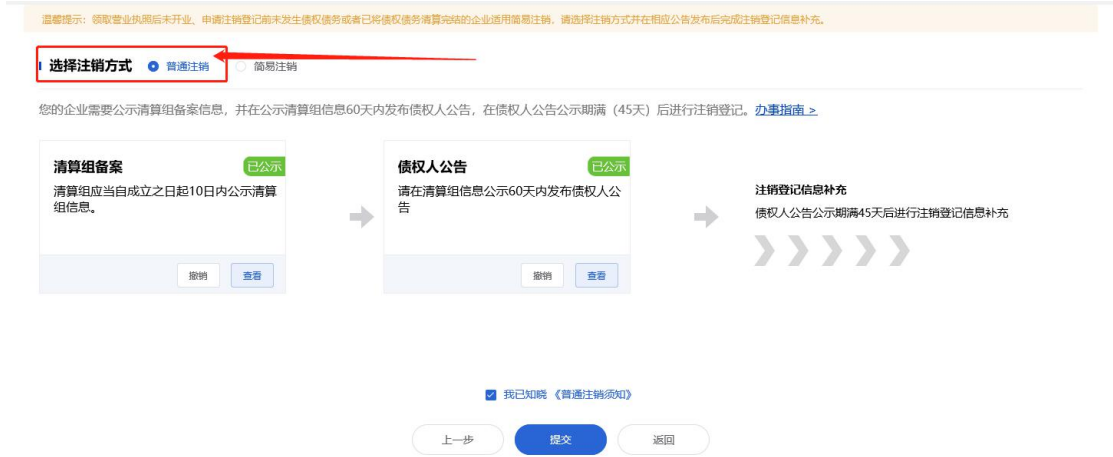 温馨提示：领取营业执照后未开业、申请注销登记前未发生债权债务或者已将债权债务清算完结的企业适用简易注销，请选择注销方式并在相应公告发布后完成注销登记信息补充。
选择注销方式 普通注销 简易注销
您的企业需要公示清算组备案信息，并在公示清算组信息60天内发布债权人公告，在债权人公告公示期满（45天）后进行注销登记。办事指南 >
清算组备案 已公示
清算组应当自成立之日起10日内公示清算
组信息。
撤销 查看
债权人公告 已公示
请在清算组信息公示60天内发布债权人公
告
撤销 查看
注销登记信息补充
债权人公告公示期满45天后进行注销登记信息补充
我已知晓《普通注销须知》
上一步 提交 返回